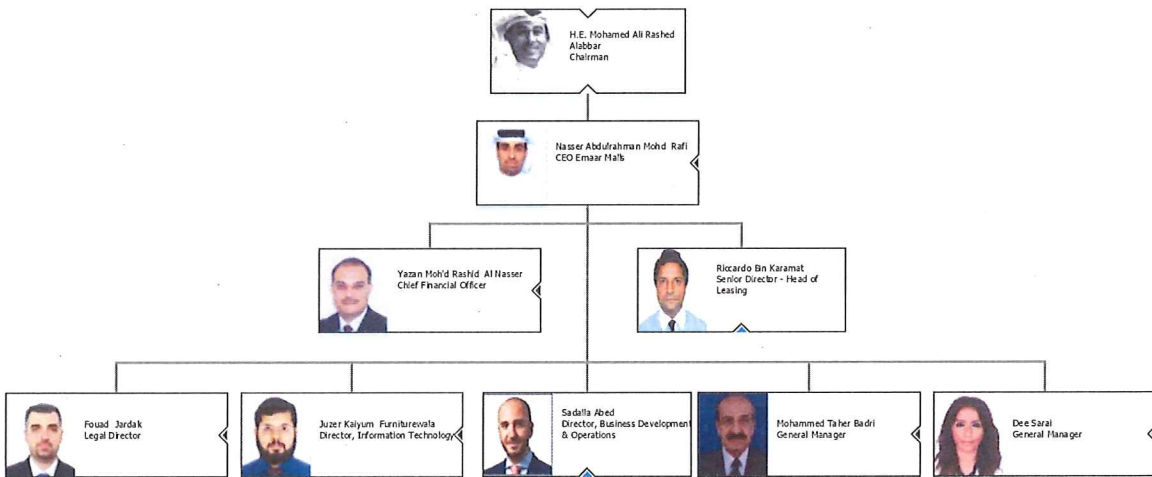 H.E. Mohamed Ali Rashed
Alabbar
Chairman
Nasser Abdulrahman Mohd Rafi
CEO Emaar Malls
Yazan Moh'd Rashid Al Nasser
Chief Financial Officer
Riccardo Bin Karamat
Senior Director - Head of
Leasing
Fouad Jardak
Legal Director
Juzer Kaiyum Furniturewala
Director, Information Technology
Sadalla Abed
Director, Business Development
& Operations
Mohammed Taher Badri
General Manager
Dee Sarai
General Manager